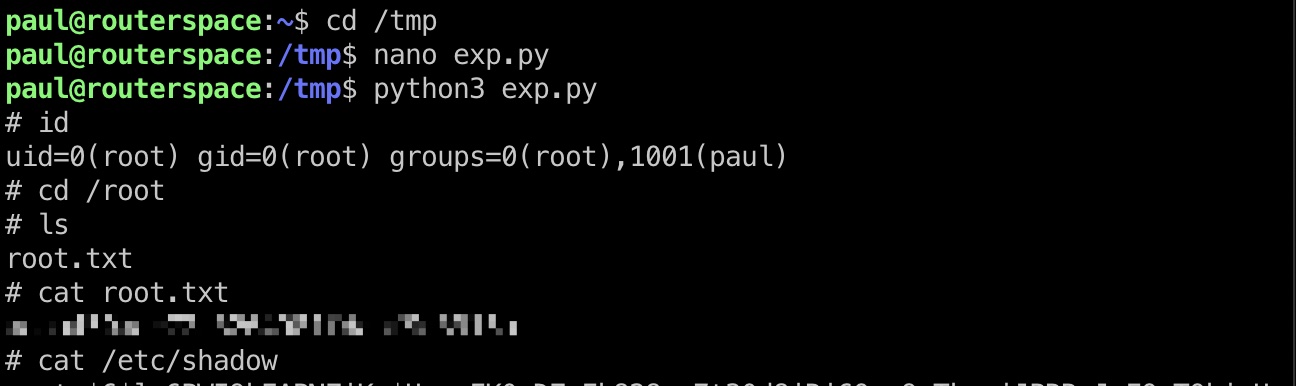 paul@routerspace:~$ cd /tmp
paul@routerspace:/tmp$ nano exp.py
paul@routerspace:/tmp$ python3 exp.py
# id
uid=0(root) gid=0(root) groups=0(root),1001(paul)
# cd /root
# ls
root.txt
# cat root.txt
# cat /etc/shadow